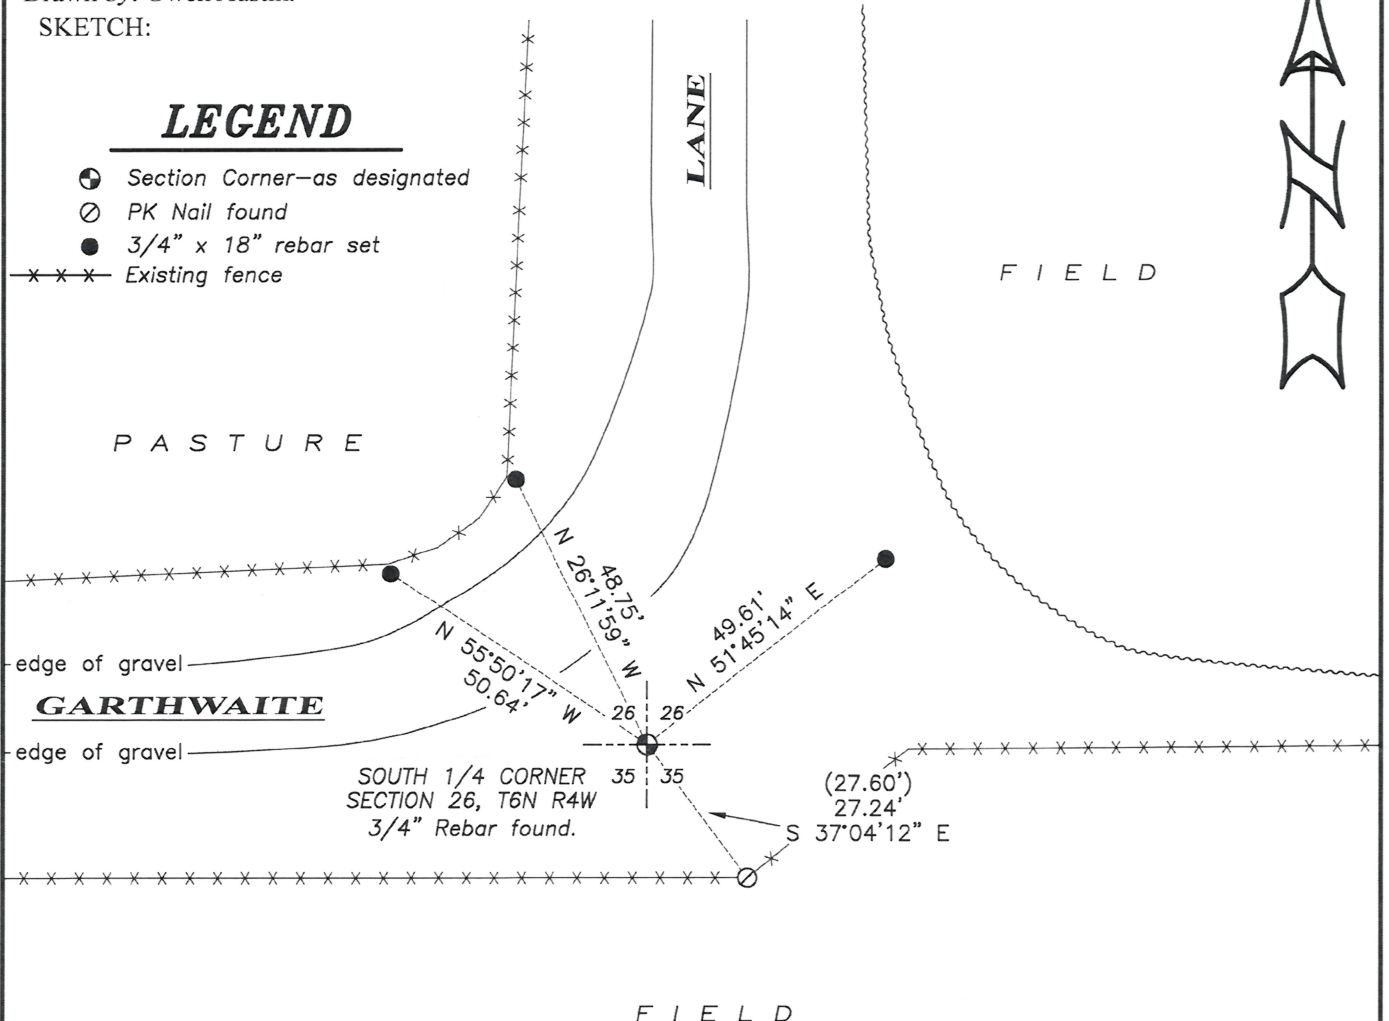 SKETCH:
LEGEND
Section Corner—as designated
PK Nail found
3/4" x 18" rebar set
Existing fence
LANE
N
FIELD
PASTURE
48.75'
N 26°11'59" W
49.61'
N 51°45'14" E
N 55°50'17" W
50.64'
edge of gravel
GARTHWAITE
edge of gravel
26 26
35 35
SOUTH 1/4 CORNER
SECTION 26, T6N R4W
3/4" Rebar found.
(27.60')
27.24'
S 37°04'12" E
FIELD